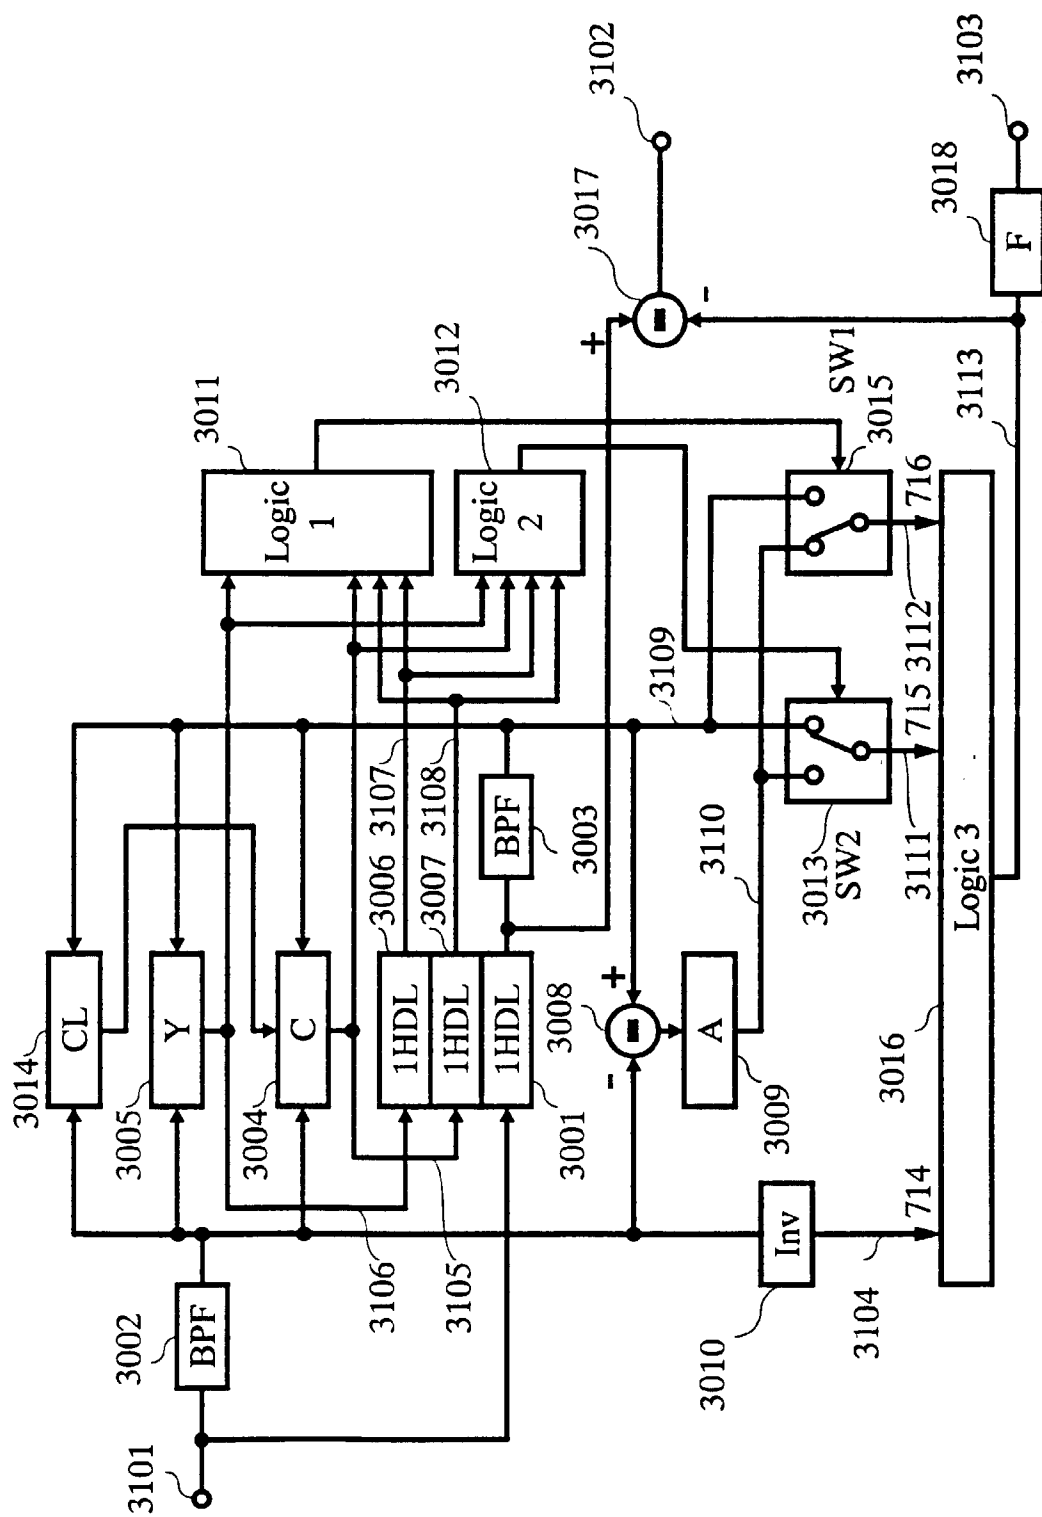 3101
3002
BPF
3014
CL
3005
Y
3004
C
3106
3105
1HDL
3006
1HDL
3007
1HDL
3001
3107
3108
BPF
3003
3109
3011
Logic
1
3012
Logic
2
+
-
3017
3102
-
+
3008
A
3009
3110
Inv
3010
3104
714
3013
SW2
3111
715
SW1
3015
3112
716
3016
Logic 3
3113
F
3018
3103